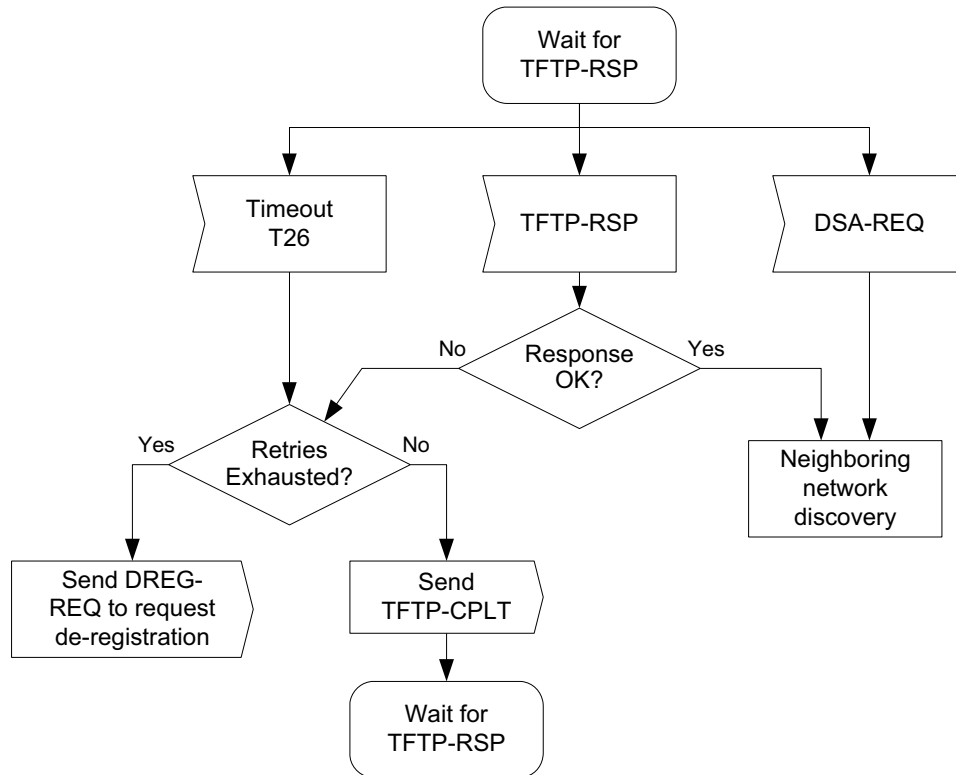 Wait for
TFTP-RSP
Timeout
T26
TFTP-RSP
DSA-REQ
No
Response
OK?
Yes
Yes
Retries
Exhausted?
No
Neighboring
network
discovery
Send DREG-
REQ to request
de-registration
Send
TFTP-CPLT
Wait for
TFTP-RSP